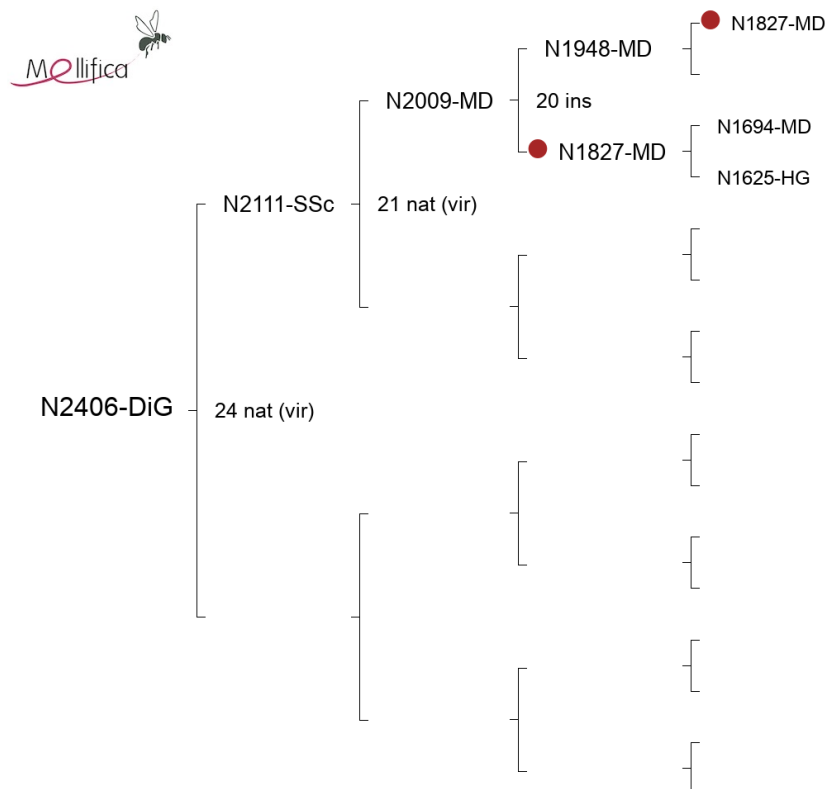 Mellifica
N1827-MD
N1948-MD
N2009-MD
20 ins
N1694-MD
N1827-MD
N1625-HG
N2111-SSc
21 nat (vir)
N2406-DiG
24 nat (vir)